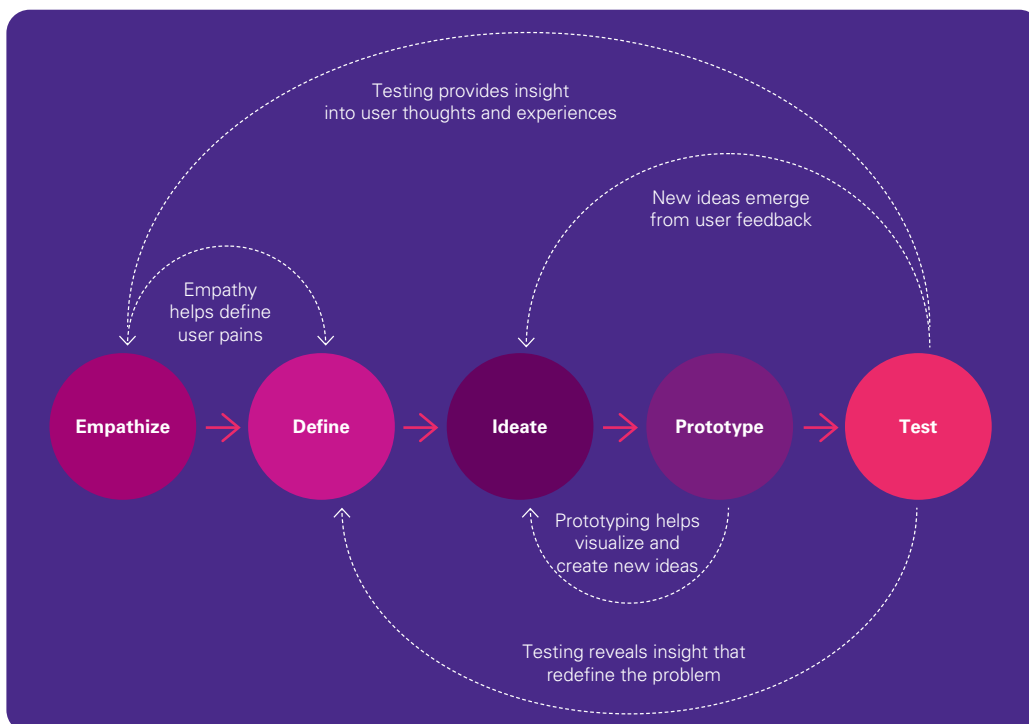 Testing provides insight
into user thoughts and experiences
New ideas emerge
from user feedback
Empathy
helps define
user pains
Empathize
Define
Ideate
Prototype
Test
Prototyping helps
visualize and
create new ideas
Testing reveals insight that
redefine the problem